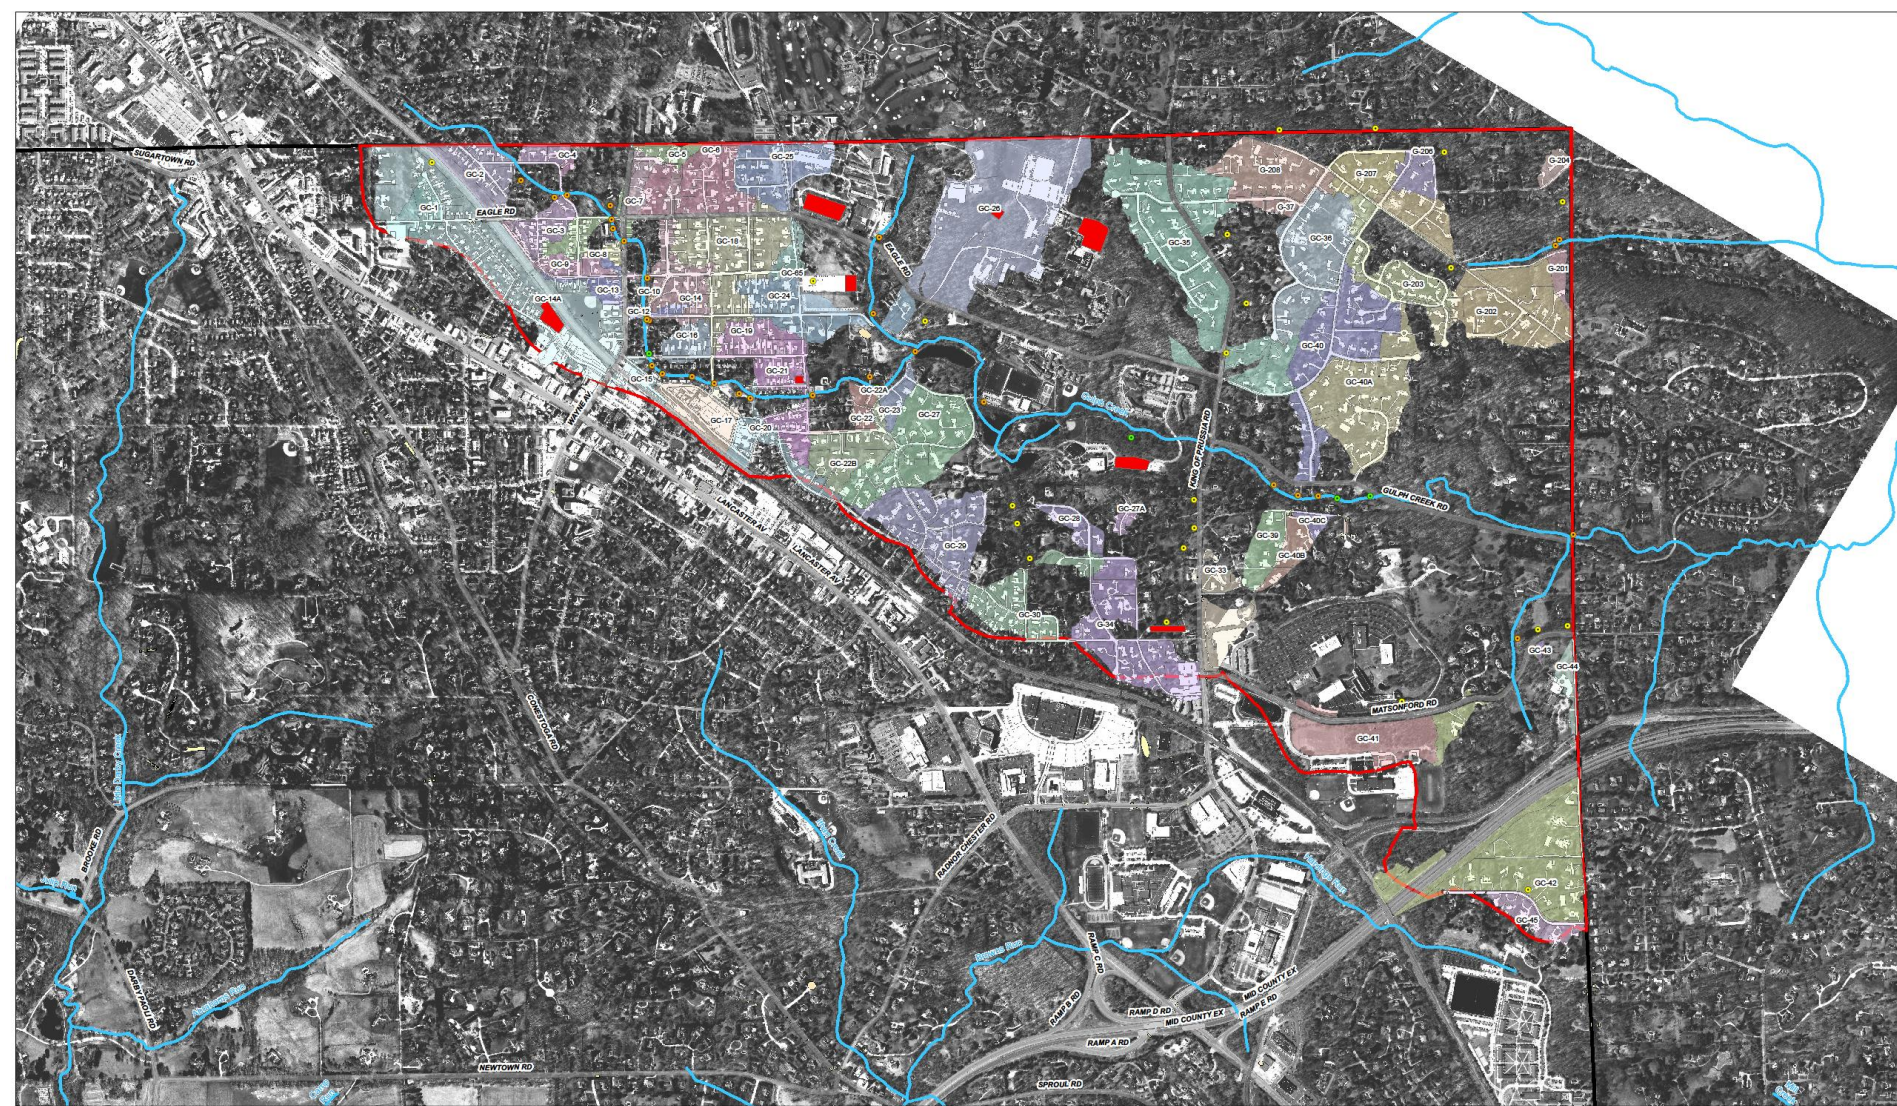 SUGARTOWN RD
GC-4
GC-5
GC-6
GC-25
GC-2
G-206
G-204
G-208
G-207
GC-7
GC-1
EAGLE RD
GC-26
G-37
GC-3
GC-18
GC-35
GC-36
GC-9
GC-8
EAGLE RD
GC-65
G-201
GC-13
GC-10
GC-14
GC-24
G-203
GC-14A
GC-12
G-202
GC-16
GC-19
GC-40
GC-15
GC-21
GC-40A
GC-22A
WAYNE AV
GC-23
GC-27
Gulph Creek
GC-17
GC-22
GC-20
KING OF PRUSSIA RD
GC-22B
LANCASTER AV
GULPH CREEK RD
GC-28
GC-27A
GC-40C
GC-39
LANCASTER AV
GC-29
GC-40B
GC-33
GC-30
G-34
GC-43
GC-44
CONESTOGA RD
MATSONFORD RD
GC-41
Little Darby Creek
BROOKE RD
RADNOR CHESTER RD
Ithan Creek
GC-42
GC-45
RAMP C RD
DARBY PAOLI RD
MID COUNTY EX
RAMP B RD
RAMP E RD
RAMP D RD
MID COUNTY EX
RAMP A RD
NEWTOWN RD
SPROUL RD